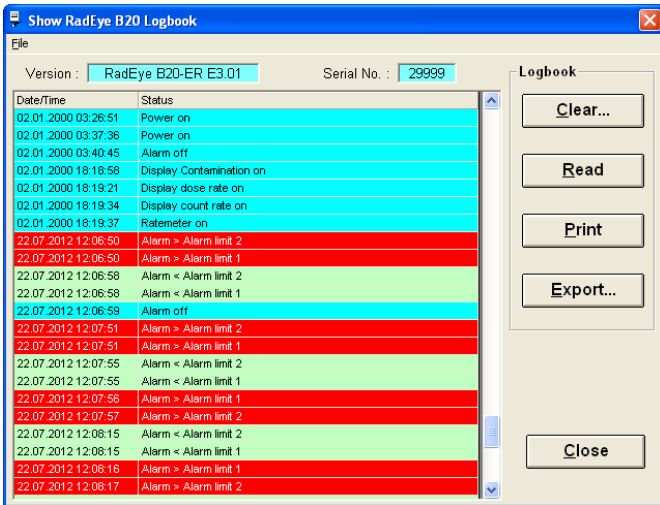 Show RadEye B20 Logbook
File
Version : RadEye B20-ER E3.01 Serial No. : 29999
Date/Time Status
02.01.2000 03:26:51 Power on
02.01.2000 03:37:36 Power on
02.01.2000 03:40:45 Alarm off
02.01.2000 18:18:58 Display Contamination on
02.01.2000 18:19:21 Display dose rate on
02.01.2000 18:19:34 Display count rate on
02.01.2000 18:19:37 Ratemeter on
22.07.2012 12:06:50 Alarm > Alarm limit 2
22.07.2012 12:06:50 Alarm > Alarm limit 1
22.07.2012 12:06:58 Alarm < Alarm limit 2
22.07.2012 12:06:58 Alarm < Alarm limit 1
22.07.2012 12:06:59 Alarm off
22.07.2012 12:07:51 Alarm > Alarm limit 2
22.07.2012 12:07:51 Alarm > Alarm limit 1
22.07.2012 12:07:55 Alarm < Alarm limit 2
22.07.2012 12:07:55 Alarm < Alarm limit 1
22.07.2012 12:07:56 Alarm > Alarm limit 1
22.07.2012 12:07:57 Alarm > Alarm limit 2
22.07.2012 12:08:15 Alarm < Alarm limit 2
22.07.2012 12:08:15 Alarm < Alarm limit 1
22.07.2012 12:08:16 Alarm > Alarm limit 1
22.07.2012 12:08:17 Alarm > Alarm limit 2
Logbook
Clear...
Read
Print
Export...
Close